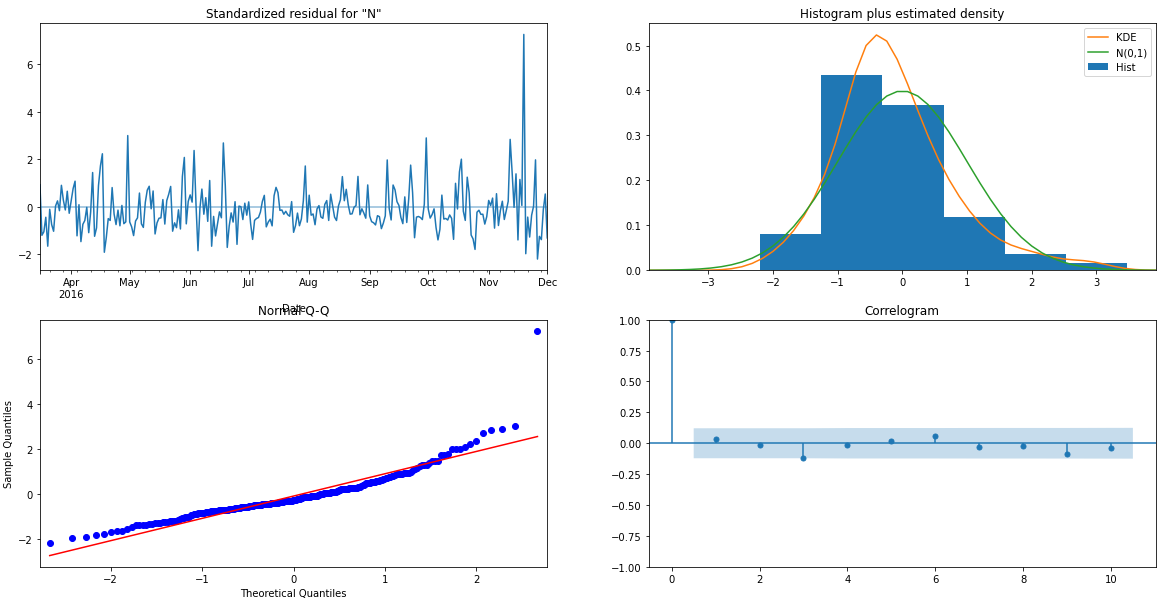 Standardized residual for "N"
6
4
2
0
−2
Apr May Jun Jul Aug Sep Oct Nov Dec
2016
Date
Histogram plus estimated density
KDE
N(0,1)
Hist
0.5
0.4
0.3
0.2
0.1
0.0
−3 −2 −1 0 1 2 3
Normal Q-Q
Sample Quantiles
6
4
2
0
−2
−2 −1 0 1 2
Theoretical Quantiles
Correlogram
1.00
0.75
0.50
0.25
0.00
−0.25
−0.50
−0.75
−1.00
0 2 4 6 8 10